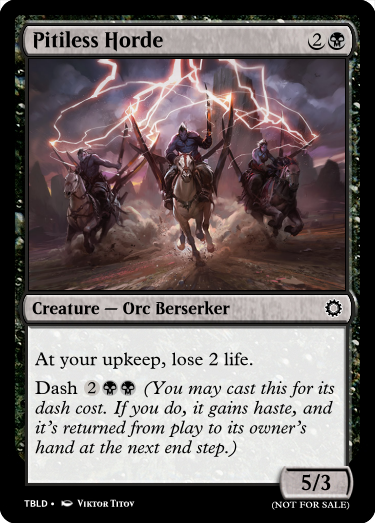 Pitiless Horde 2
Creature — Orc Berserker
At your upkeep, lose 2 life.
Dash 2 (You may cast this for its
dash cost. If you do, it gains haste, and
it's returned from play to its owner's
hand at the next end step.)
5/3
TBLD • Viktor Titov
(NOT FOR SALE)